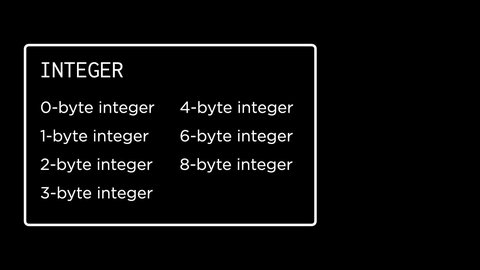 INTEGER
0-byte integer
1-byte integer
2-byte integer
3-byte integer
4-byte integer
6-byte integer
8-byte integer